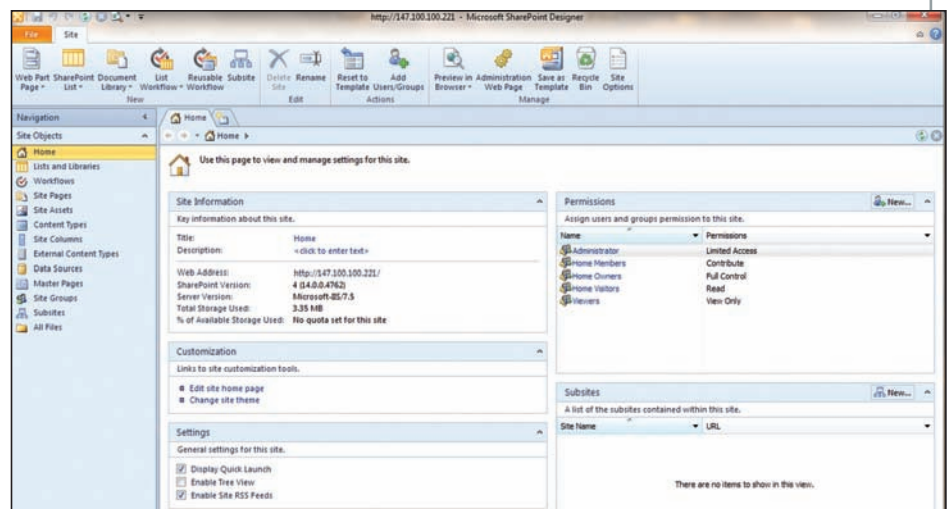 http://147.100.100.221 - Microsoft SharePoint Designer
File Site
Web Part Page
SharePoint List
Document Library
List Workflow
Reusable Workflow
Subsite
New
Delete Site
Rename
Edit
Reset to Template
Add Users/Groups
Actions
Preview in Browser
Administration Web Page
Save as Template
Recycle Bin
Site Options
Manage
Navigation
Site Objects
Home
Lists and Libraries
Workflows
Site Pages
Site Assets
Content Types
Site Columns
External Content Types
Data Sources
Master Pages
Site Groups
Subsites
All Files
Home
Home
Use this page to view and manage settings for this site.
Site Information
Key information about this site.
Title: Home
Description: <click to enter text>
Web Address: http://147.100.100.221/
SharePoint Version: 4 (14.0.0.4762)
Server Version: Microsoft-IIS/7.5
Total Storage Used: 3.35 MB
% of Available Storage Used: No quota set for this site
Customization
Links to site customization tools.
Edit site home page
Change site theme
Settings
General settings for this site.
Display Quick Launch
Enable Tree View
Enable Site RSS Feeds
Permissions New...
Assign users and groups permission to this site.
Name Permissions
Administrator Limited Access
Home Members Contribute
Home Owners Full Control
Home Visitors Read
Viewers View Only
Subsites New...
A list of the subsites contained within this site.
Site Name URL
There are no items to show in this view.